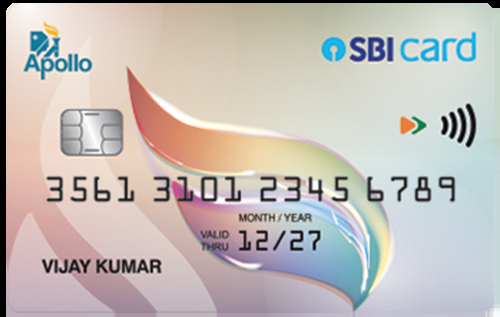 Apollo
SBI card
3561 3101 2345 6789
MONTH / YEAR
VALID THRU 12/27
VIJAY KUMAR